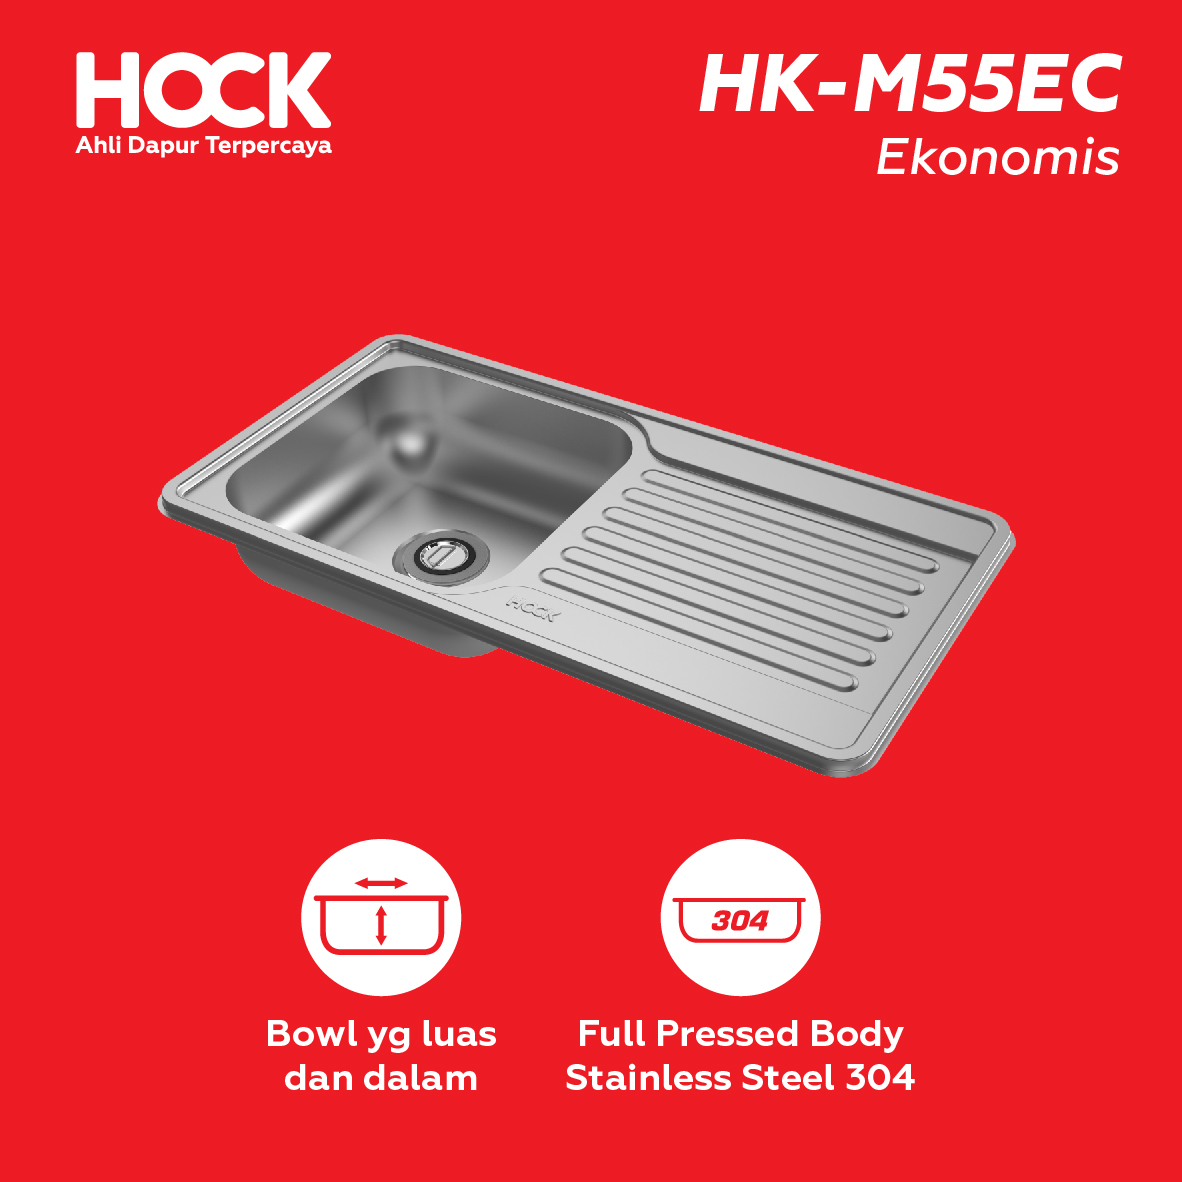 HOCK
Ahli Dapur Terpercaya
HK-M55EC
Ekonomis
HOCK
304
Bowl yg luas
dan dalam
Full Pressed Body
Stainless Steel 304